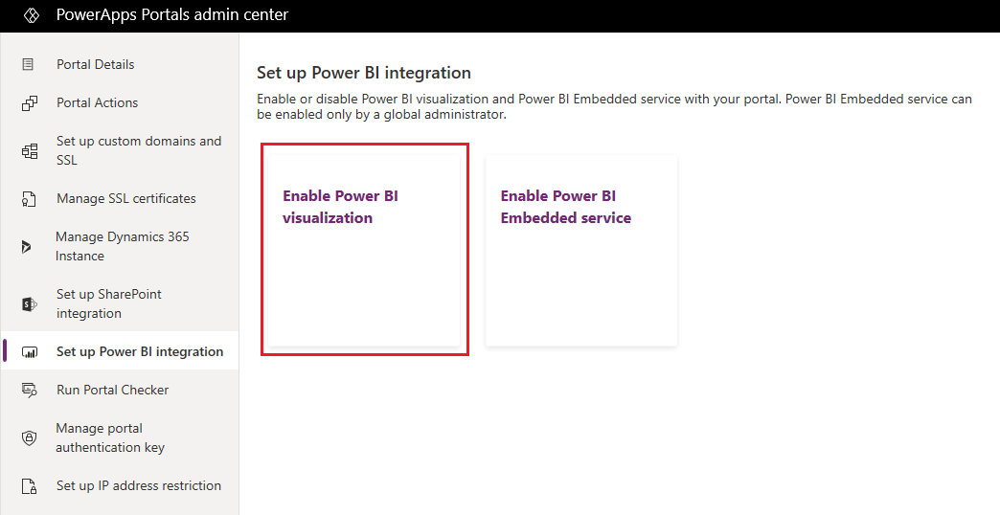 PowerApps Portals admin center
Portal Details
Portal Actions
Set up custom domains and
SSL
Manage SSL certificates
Manage Dynamics 365
Instance
Set up SharePoint
integration
Set up Power BI integration
Run Portal Checker
Manage portal
authentication key
Set up IP address restriction
Set up Power BI integration
Enable or disable Power BI visualization and Power BI Embedded service with your portal. Power BI Embedded service can
be enabled only by a global administrator.
Enable Power BI
visualization
Enable Power BI
Embedded service